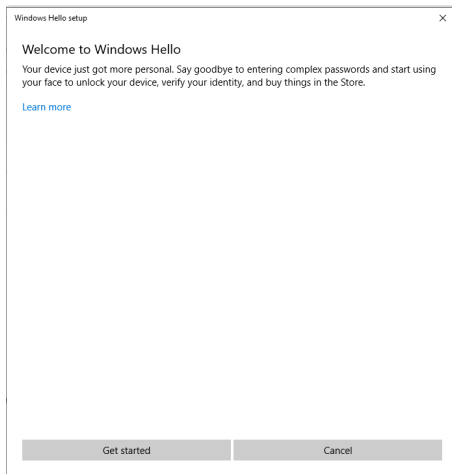 Windows Hello setup
Welcome to Windows Hello
Your device just got more personal. Say goodbye to entering complex passwords and start using
your face to unlock your device, verify your identity, and buy things in the Store.
Learn more
Get started
Cancel